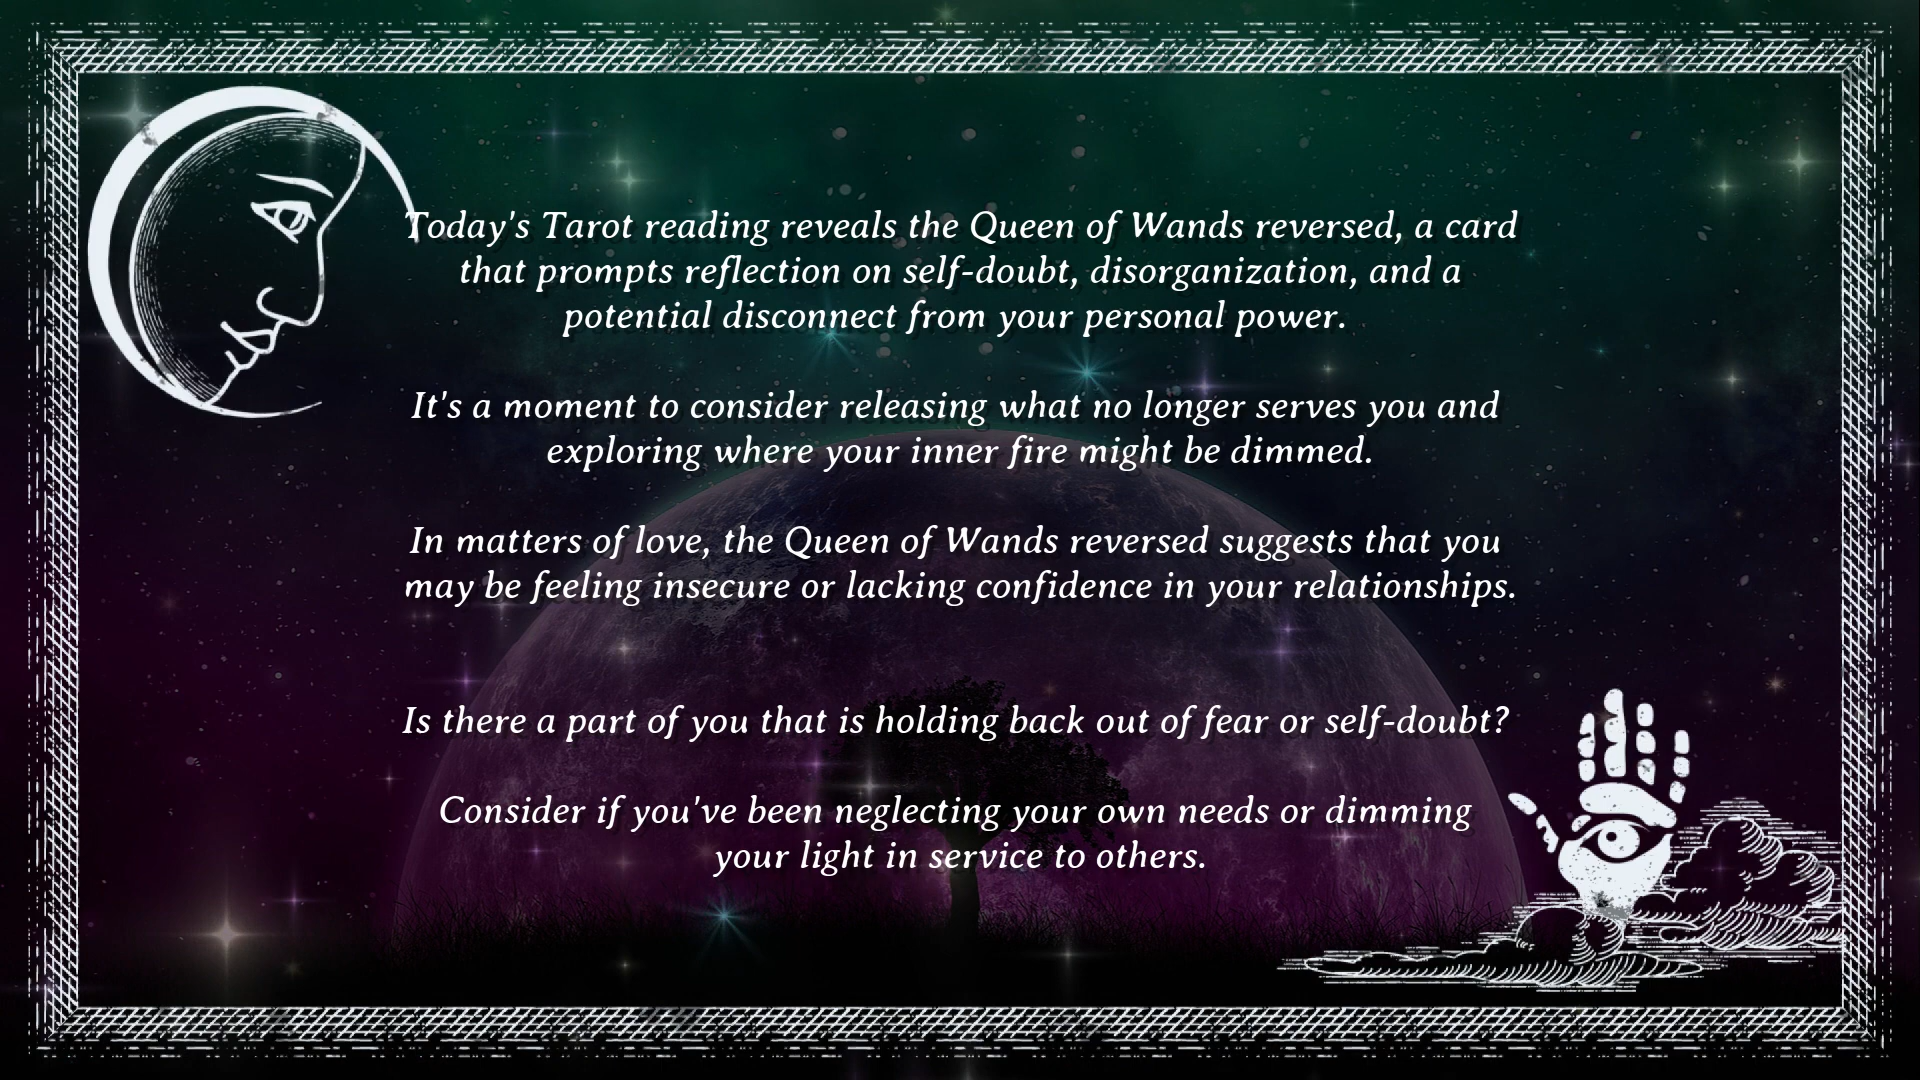 Today's Tarot reading reveals the Queen of Wands reversed, a card
that prompts reflection on self-doubt, disorganization, and a
potential disconnect from your personal power.
It's a moment to consider releasing what no longer serves you and
exploring where your inner fire might be dimmed.
In matters of love, the Queen of Wands reversed suggests that you
may be feeling insecure or lacking confidence in your relationships.
Is there a part of you that is holding back out of fear or self-doubt?
Consider if you've been neglecting your own needs or dimming
your light in service to others.